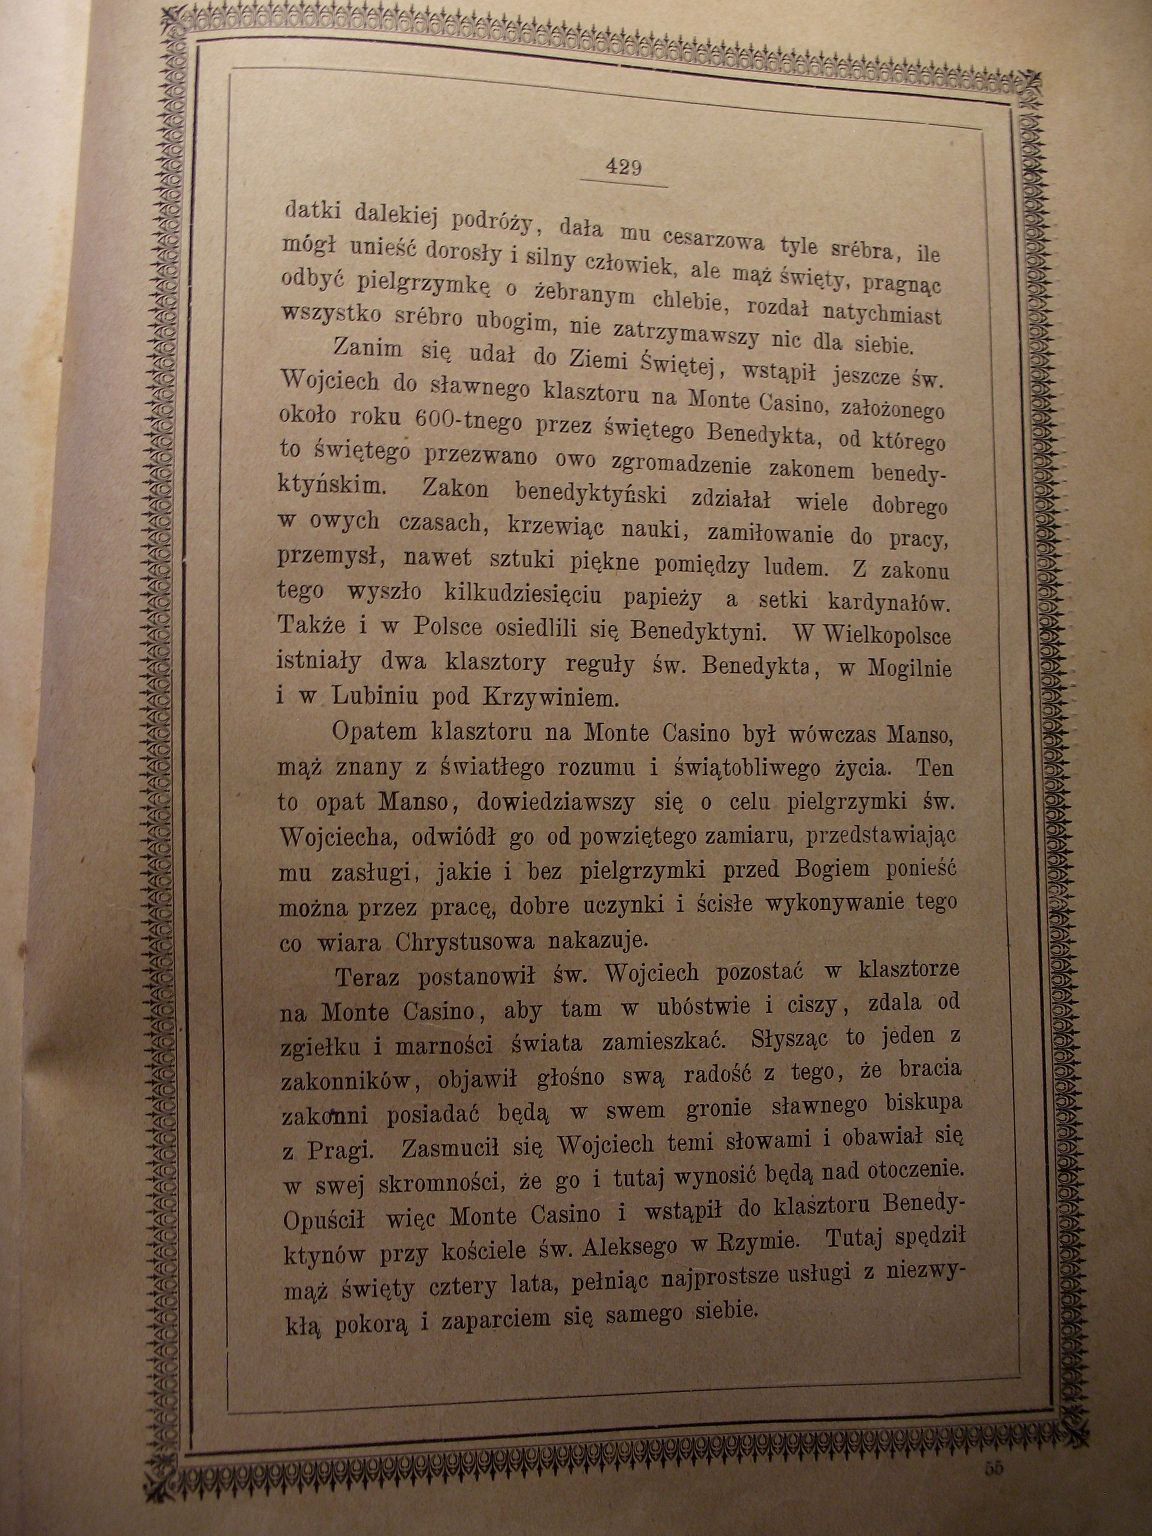 429
datki dalekiej podróży, dała mu cesarzowa tyle srébra, ile
mógł unieść dorosły i silny człowiek, ale mąż święty, pragnąc
odbyć pielgrzymkę o żebranym chlebie, rozdał natychmiast
wszystko srébro ubogim, nie zatrzymawszy nic dla siebie.
Zanim się udał do Ziemi Świętej, wstąpił jeszcze św.
Wojciech do sławnego klasztoru na Monte Casino, założonego
około roku 600-tnego przez świętego Benedykta, od którego
to świętego przezwano owo zgromadzenie zakonem benedy-
ktyńskim. Zakon benedyktyński zdziałał wiele dobrego
w owych czasach, krzewiąc nauki, zamiłowanie do pracy,
przemysł, nawet sztuki piękne pomiędzy ludem. Z zakonu
tego wyszło kilkudziesięciu papieży a setki kardynałów.
Także i w Polsce osiedlili się Benedyktyni. W Wielkopolsce
istniały dwa klasztory reguły św. Benedykta, w Mogilnie
i w Lubiniu pod Krzywiniem.
Opatem klasztoru na Monte Casino był wówczas Manso,
mąż znany z światłego rozumu i świątobliwego życia. Ten
to opat Manso, dowiedziawszy się o celu pielgrzymki św.
Wojciecha, odwiódł go od powziętego zamiaru, przedstawiając
mu zasługi, jakie i bez pielgrzymki przed Bogiem ponieść
można przez pracę, dobre uczynki i ścisłe wykonywanie tego
co wiara Chrystusowa nakazuje.
Teraz postanowił św. Wojciech pozostać w klasztorze
na Monte Casino, aby tam w ubóstwie i ciszy, zdala od
zgiełku i marności świata zamieszkać. Słysząc to jeden z
zakonników, objawił głośno swą radość z tego, że bracia
zakonni posiadać będą w swem gronie sławnego biskupa
z Pragi. Zasmucił się Wojciech temi słowami i obawiał się
w swej skromności, że go i tutaj wynosić będą nad otoczenie.
Opuścił więc Monte Casino i wstąpił do klasztoru Benedy-
ktynów przy kościele św. Aleksego w Rzymie. Tutaj spędził
mąż święty cztery lata, pełniąc najprostsze usługi z niezwy-
kłą pokorą i zaparciem się samego siebie.
55